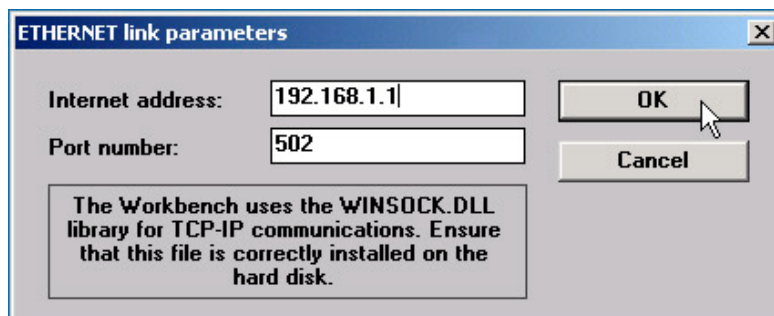 ETHERNET link parameters
Internet address: 192.168.1.1 OK
Port number: 502
Cancel
The Workbench uses the WINSOCK.DLL
library for TCP-IP communications. Ensure
that this file is correctly installed on the
hard disk.